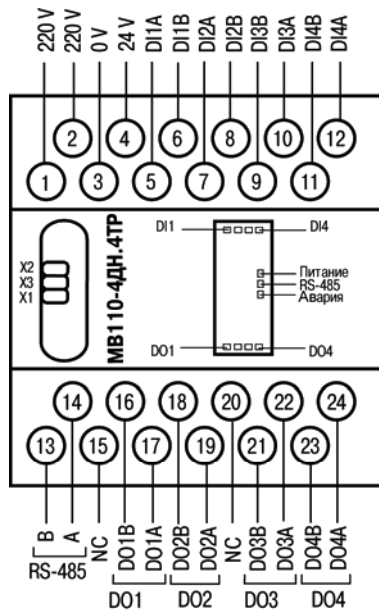 220 V
220 V
0 V
24 V
DI1A
DI1B
DI2A
DI2B
DI3B
DI3A
DI4B
DI4A
2
4
6
8
10
12
1
3
5
7
9
11
X2
X3
X1
МВ110-4ДН.4ТР
DI1
DI4
Питание
RS-485
Авария
DO1
DO4
14
16
18
20
22
24
13
15
17
19
21
23
B
A
NC
DO1B
DO1A
DO2B
DO2A
NC
DO3B
DO3A
DO4B
DO4A
RS-485
DO1
DO2
DO3
DO4